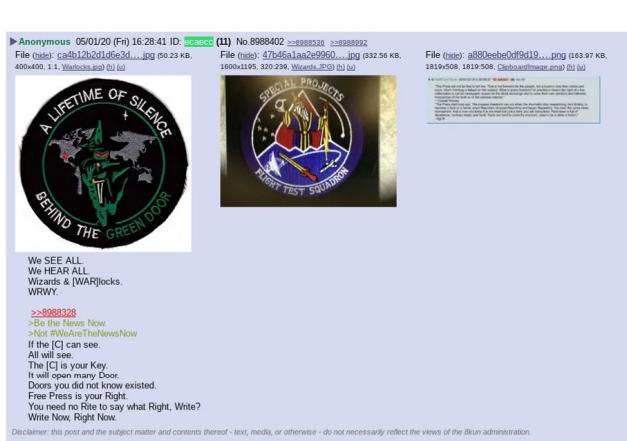 Anonymous 05/01/20 (Fri) 16:28:41 ID: ecaecc (11) No.8988402 >>8988536 >>8988992
File (hide): ca4b12b2d1d6e3d....jpg (50.23 KB, 400x400, 1:1, Warlocks.jpg) (h) (u)
File (hide): 47b46a1aa2e9960....jpg (332.56 KB, 1600x1195, 320:239, Wizards.JPG) (h) (u)
File (hide): a880eebe0df9d19....png (163.97 KB, 1819x508, 1819:508, ClipboardImage.png) (h) (u)
A LIFETIME OF SILENCE
BEHIND THE GREEN DOOR
SPECIAL PROJECTS
FLIGHT TEST SQUADRON
We SEE ALL.
We HEAR ALL.
Wizards & [WAR]locks.
WRWY.
>>8988328
>Be the News Now.
>Not #WeAreTheNewsNow
If the [C] can see.
All will see.
The [C] is your Key.
It will open many Door.
Doors you did not know existed.
Free Press is your Right.
You need no Rite to say what Right, Write?
Write Now, Right Now.
Disclaimer: this post and the subject matter and contents thereof - text, media, or otherwise - do not necessarily reflect the views of the 8kun administration.